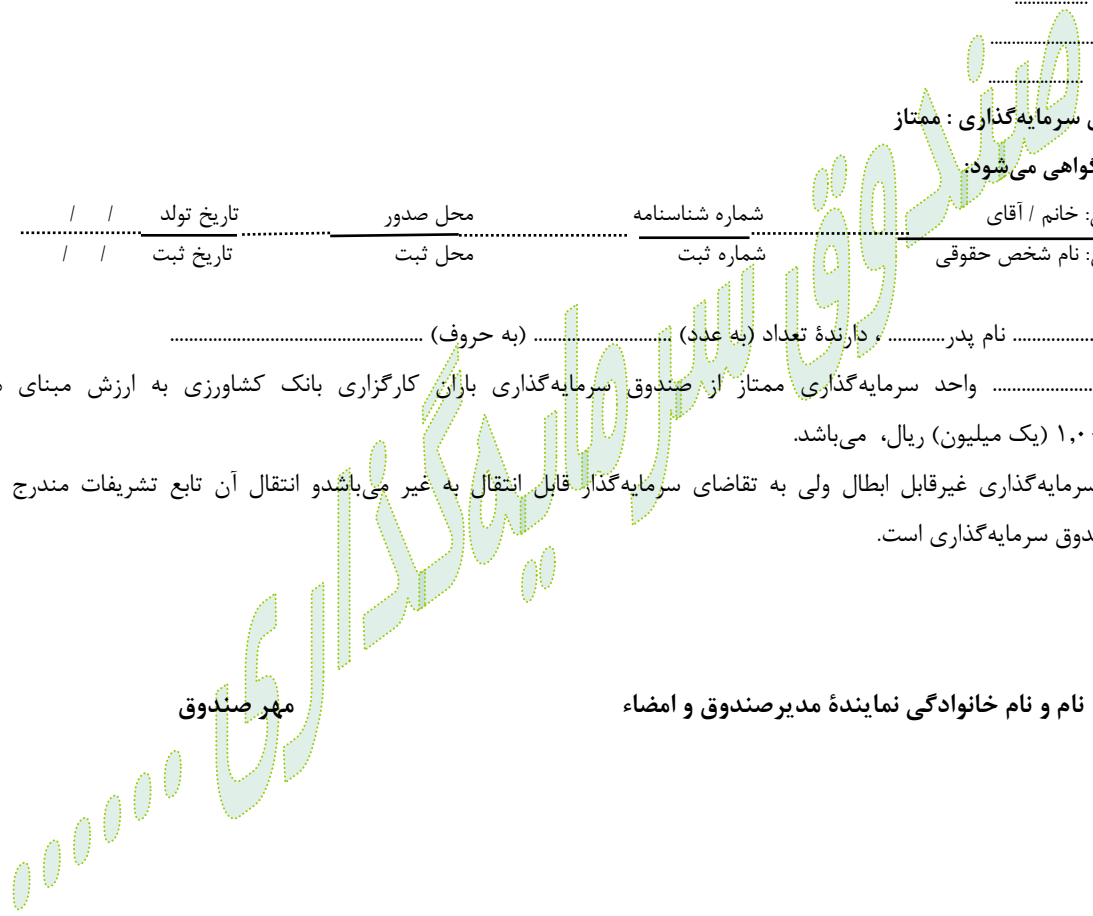 ................
........................
.....................
سرمایه‌گذاری : ممتاز
گواهی می‌شود:
: خانم / آقای .................................... شماره شناسنامه ..................................... محل صدور .................... تاریخ تولد / /
: نام شخص حقوقی شماره ثبت محل ثبت تاریخ ثبت / /
................... نام پدر............. ، دارندۀ تعداد (به عدد) ............................... (به حروف) .........................................................
....................... واحد سرمایه‌گذاری ممتاز از صندوق سرمایه‌گذاری باران کارگزاری بانک کشاورزی به ارزش مبنای
(یک میلیون) ریال، می‌باشد.
سرمایه‌گذاری غیرقابل ابطال ولی به تقاضای سرمایه‌گذار قابل انتقال به غیر می‌باشدو انتقال آن تابع تشریفات مندرج
سرمایه‌گذاری است.
نام و نام خانوادگی نمایندۀ مدیرصندوق و امضاء مهر صندوق
صندوق سرمایه‌گذاری ......